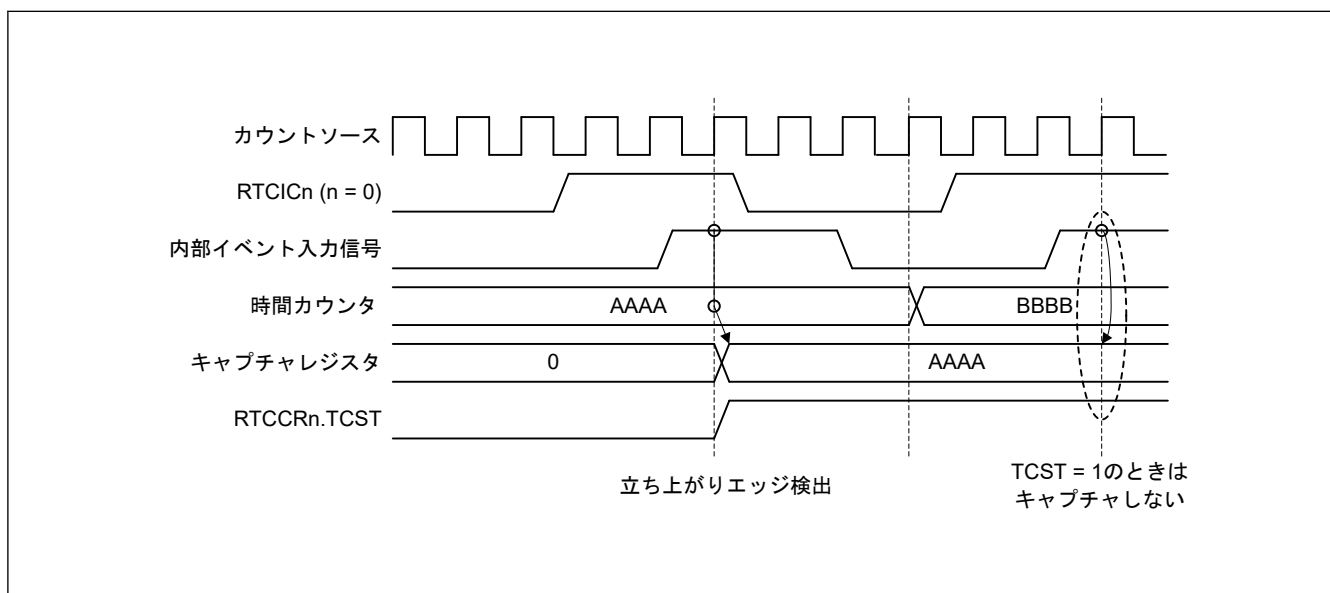 カウントソース
RTCICn (n = 0)
内部イベント入力信号
時間カウンタ
AAAA
BBBB
キャプチャレジスタ
0
AAAA
RTCCRn.TCST
立ち上がりエッジ検出
TCST = 1のときは
キャプチャしない